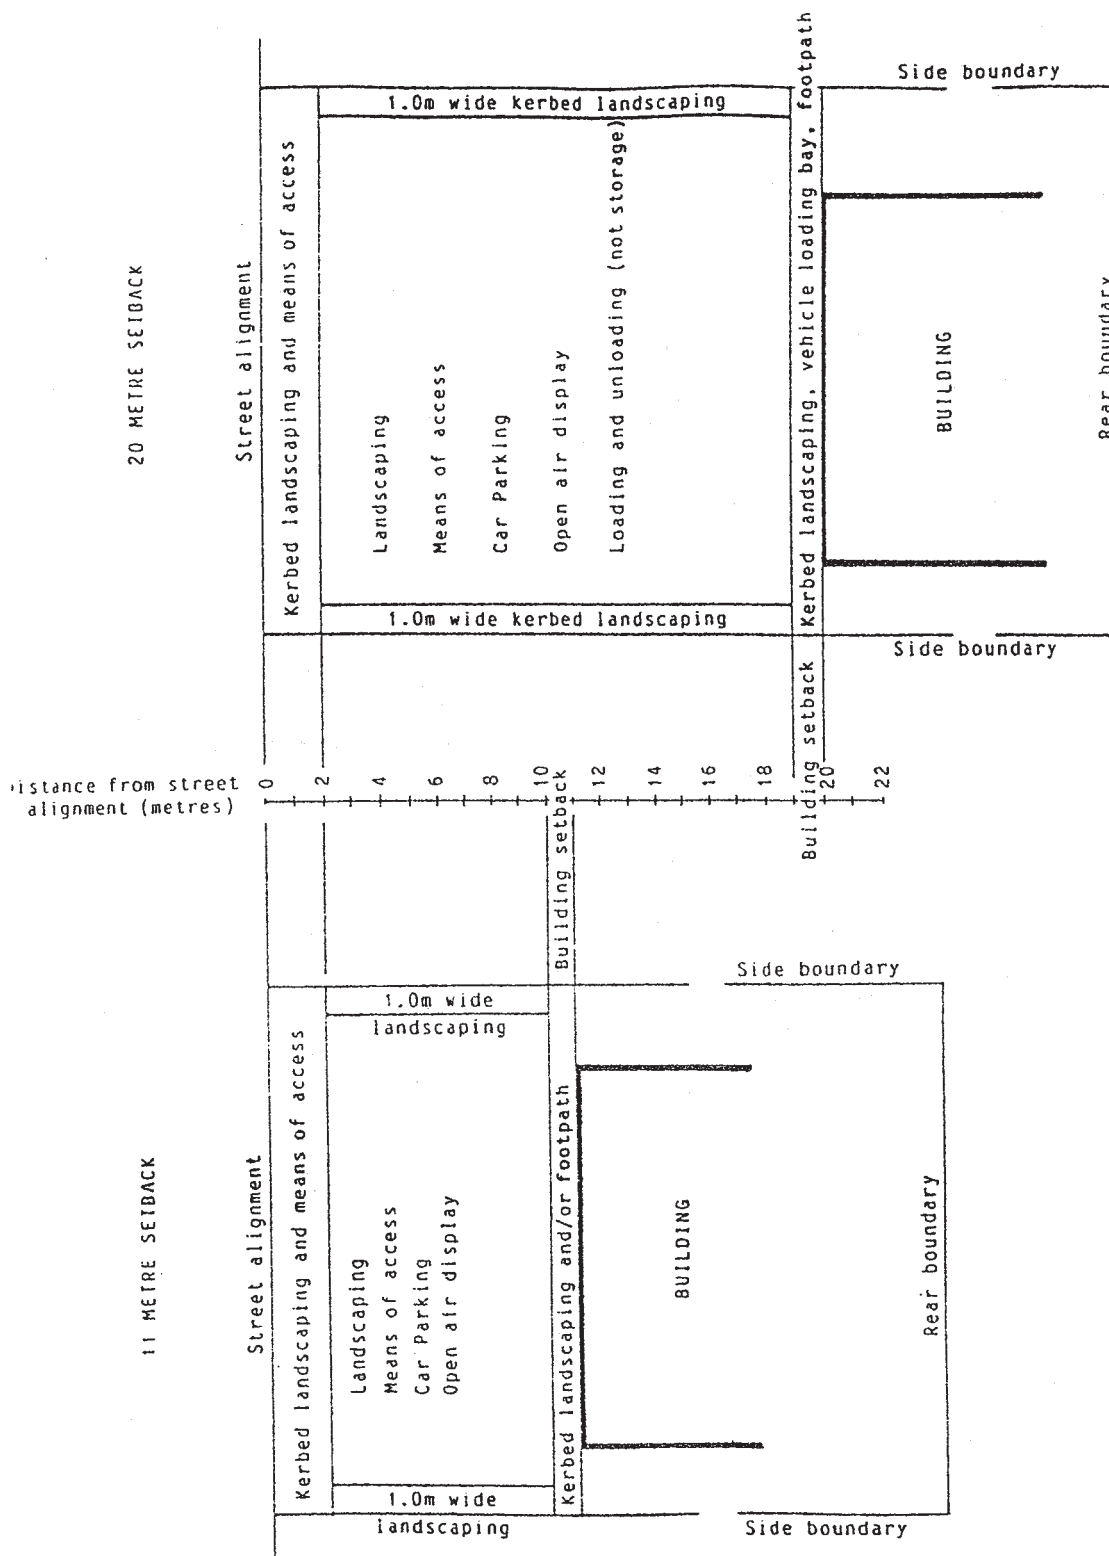 20 METRE SETBACK
Street alignment
Kerbed landscaping and means of access
1.0m wide kerbed landscaping
Landscaping
Means of access
Car Parking
Open air display
Loading and unloading (not storage)
1.0m wide kerbed landscaping
Kerbed landscaping, vehicle loading bay, footpath
Side boundary
BUILDING
Rear boundary
Side boundary
Building setback
istance from street
alignment (metres)
0
2
4
6
8
10
12
14
16
18
20
22
Building setback
11 METRE SETBACK
Street alignment
Kerbed landscaping and means of access
1.0m wide
landscaping
Landscaping
Means of access
Car Parking
Open air display
1.0m wide
landscaping
Kerbed landscaping and/or footpath
Side boundary
BUILDING
Rear boundary
Side boundary